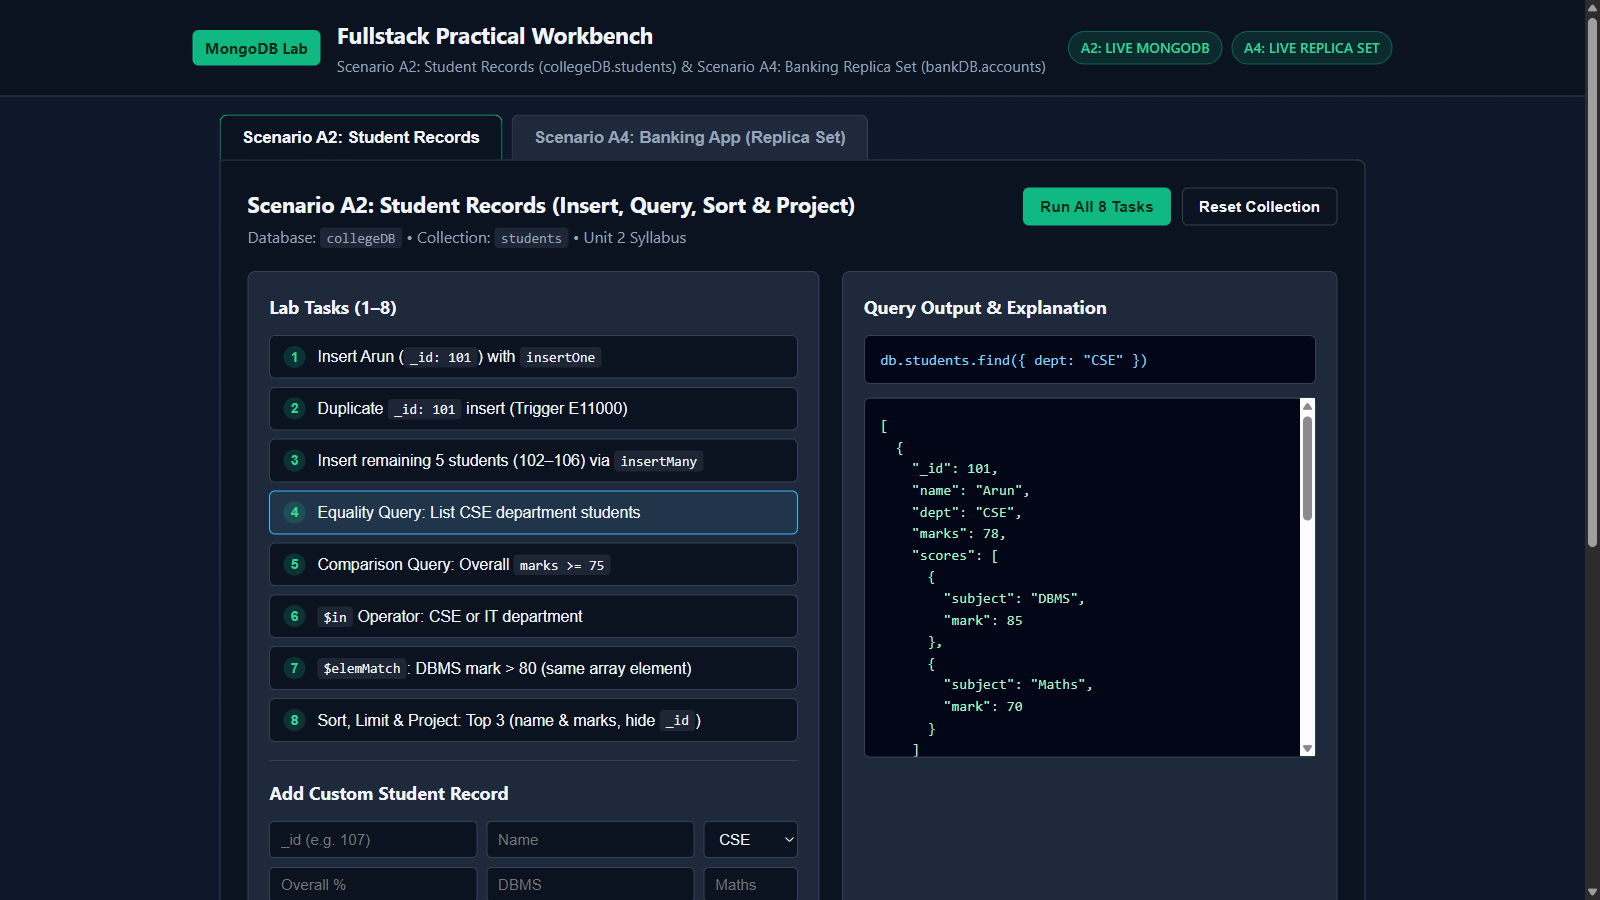 MongoDB Lab
Fullstack Practical Workbench
Scenario A2: Student Records (collegeDB.students) & Scenario A4: Banking Replica Set (bankDB.accounts)
A2: LIVE MONGODB
A4: LIVE REPLICA SET
Scenario A2: Student Records
Scenario A4: Banking App (Replica Set)
Scenario A2: Student Records (Insert, Query, Sort & Project)
Database: collegeDB • Collection: students • Unit 2 Syllabus
Run All 8 Tasks
Reset Collection
Lab Tasks (1–8)
1 Insert Arun ( _id: 101 ) with insertOne
2 Duplicate _id: 101 insert (Trigger E11000)
3 Insert remaining 5 students (102–106) via insertMany
4 Equality Query: List CSE department students
5 Comparison Query: Overall marks >= 75
6 $in Operator: CSE or IT department
7 $elemMatch : DBMS mark > 80 (same array element)
8 Sort, Limit & Project: Top 3 (name & marks, hide _id )
Add Custom Student Record
_id (e.g. 107)
Name
CSE
Overall %
DBMS
Maths
Query Output & Explanation
db.students.find({ dept: "CSE" })
[
{
"_id": 101,
"name": "Arun",
"dept": "CSE",
"marks": 78,
"scores": [
{
"subject": "DBMS",
"mark": 85
},
{
"subject": "Maths",
"mark": 70
}
]